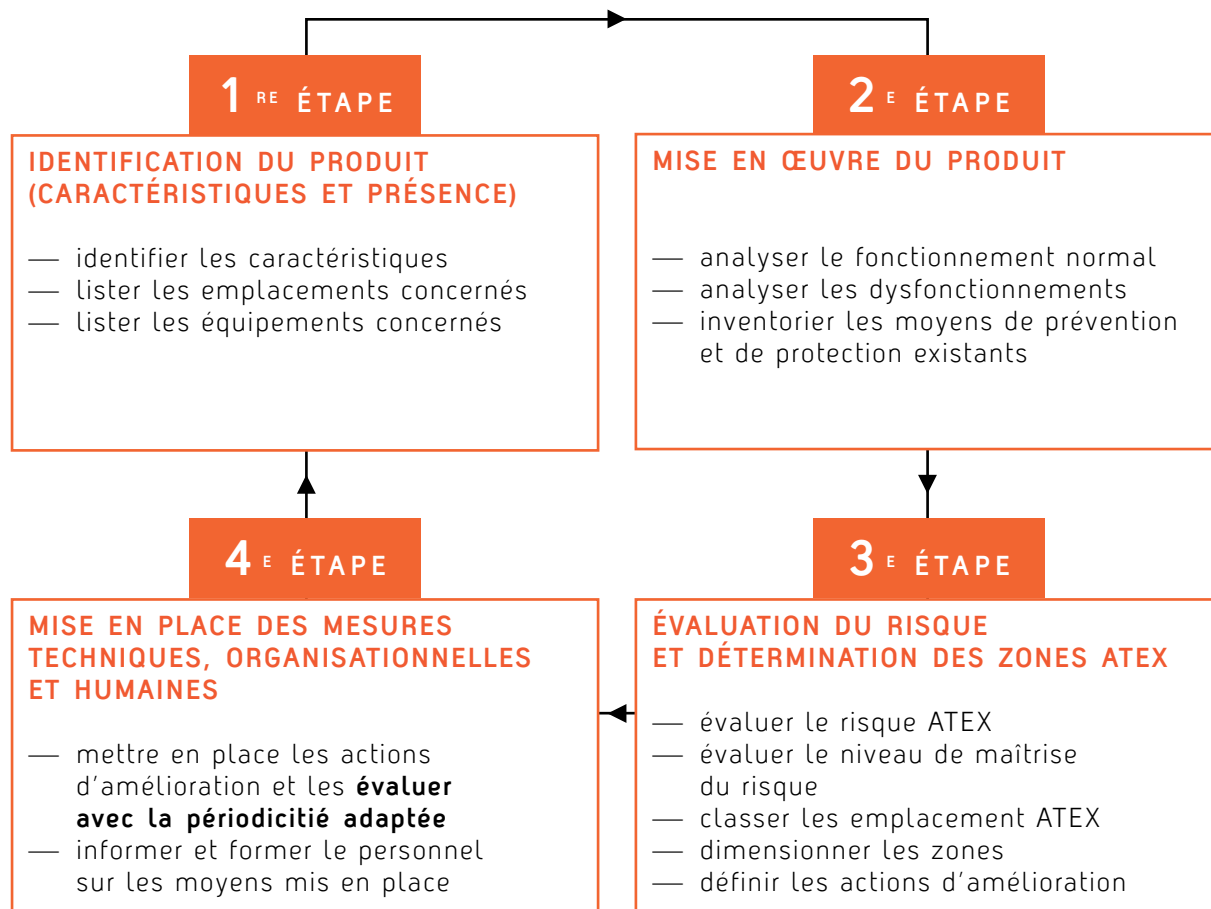 1 RE ÉTAPE
IDENTIFICATION DU PRODUIT
(CARACTÉRISTIQUES ET PRÉSENCE)
— identifier les caractéristiques
— lister les emplacements concernés
— lister les équipements concernés
2 E ÉTAPE
MISE EN ŒUVRE DU PRODUIT
— analyser le fonctionnement normal
— analyser les dysfonctionnements
— inventorier les moyens de prévention
et de protection existants
3 E ÉTAPE
ÉVALUATION DU RISQUE
ET DÉTERMINATION DES ZONES ATEX
— évaluer le risque ATEX
— évaluer le niveau de maîtrise
du risque
— classer les emplacement ATEX
— dimensionner les zones
— définir les actions d'amélioration
4 E ÉTAPE
MISE EN PLACE DES MESURES
TECHNIQUES, ORGANISATIONNELLES
ET HUMAINES
— mettre en place les actions
d'amélioration et les évaluer
avec la périodicitié adaptée
— informer et former le personnel
sur les moyens mis en place